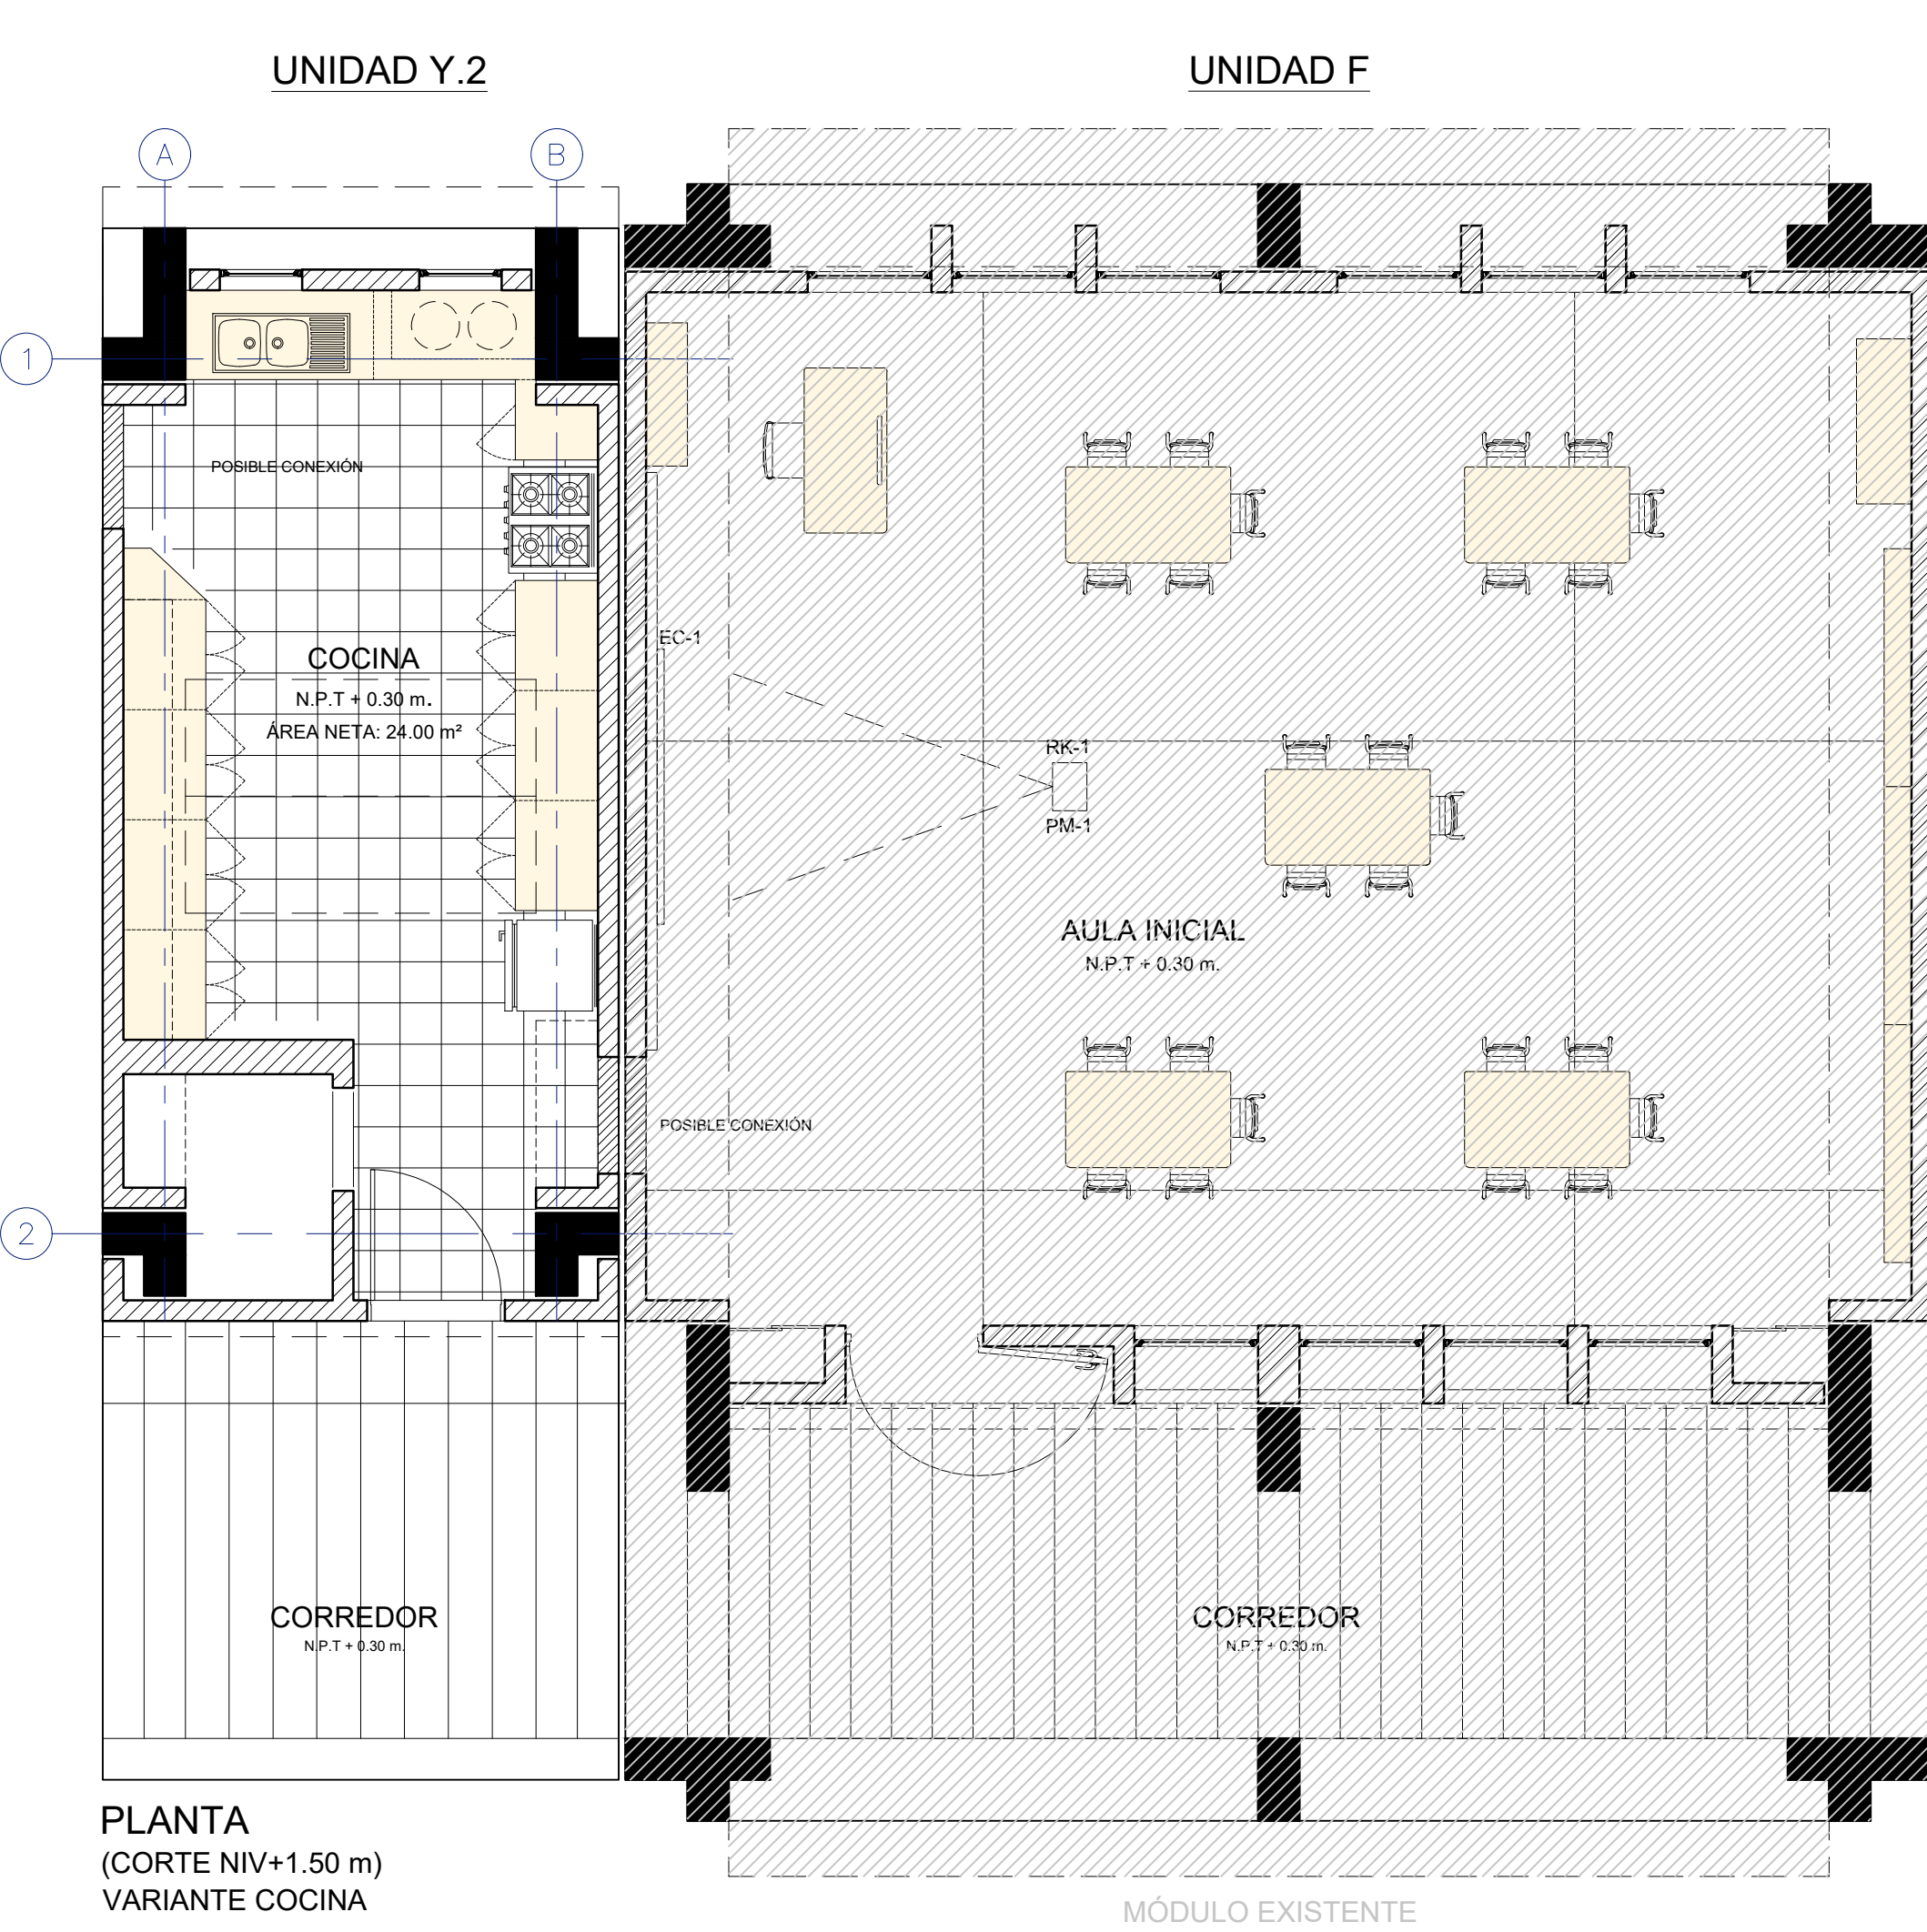 UNIDAD Y.2
UNIDAD F
A
B
1
POSIBLE CONEXIÓN
EC-1
COCINA
N.P.T + 0.30 m.
ÁREA NETA: 24.00 m²
RK-1
PM-1
AULA INICIAL
N.P.T + 0.30 m.
POSIBLE CONEXIÓN
2
CORREDOR
N.P.T + 0.30 m.
CORREDOR
N.P.T + 0.30 m.
PLANTA
(CORTE NIV+1.50 m)
VARIANTE COCINA
MÓDULO EXISTENTE